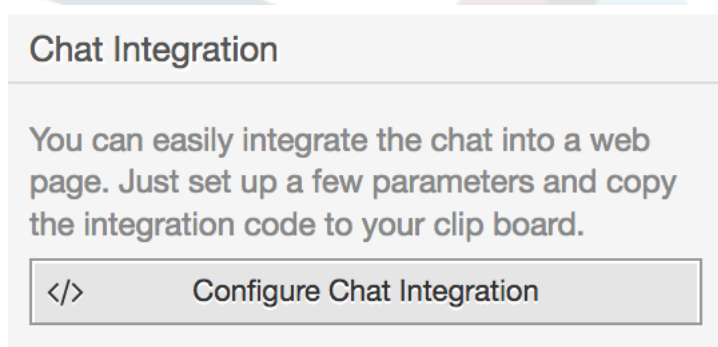 Chat Integration
You can easily integrate the chat into a web
page. Just set up a few parameters and copy
the integration code to your clip board.
</> Configure Chat Integration